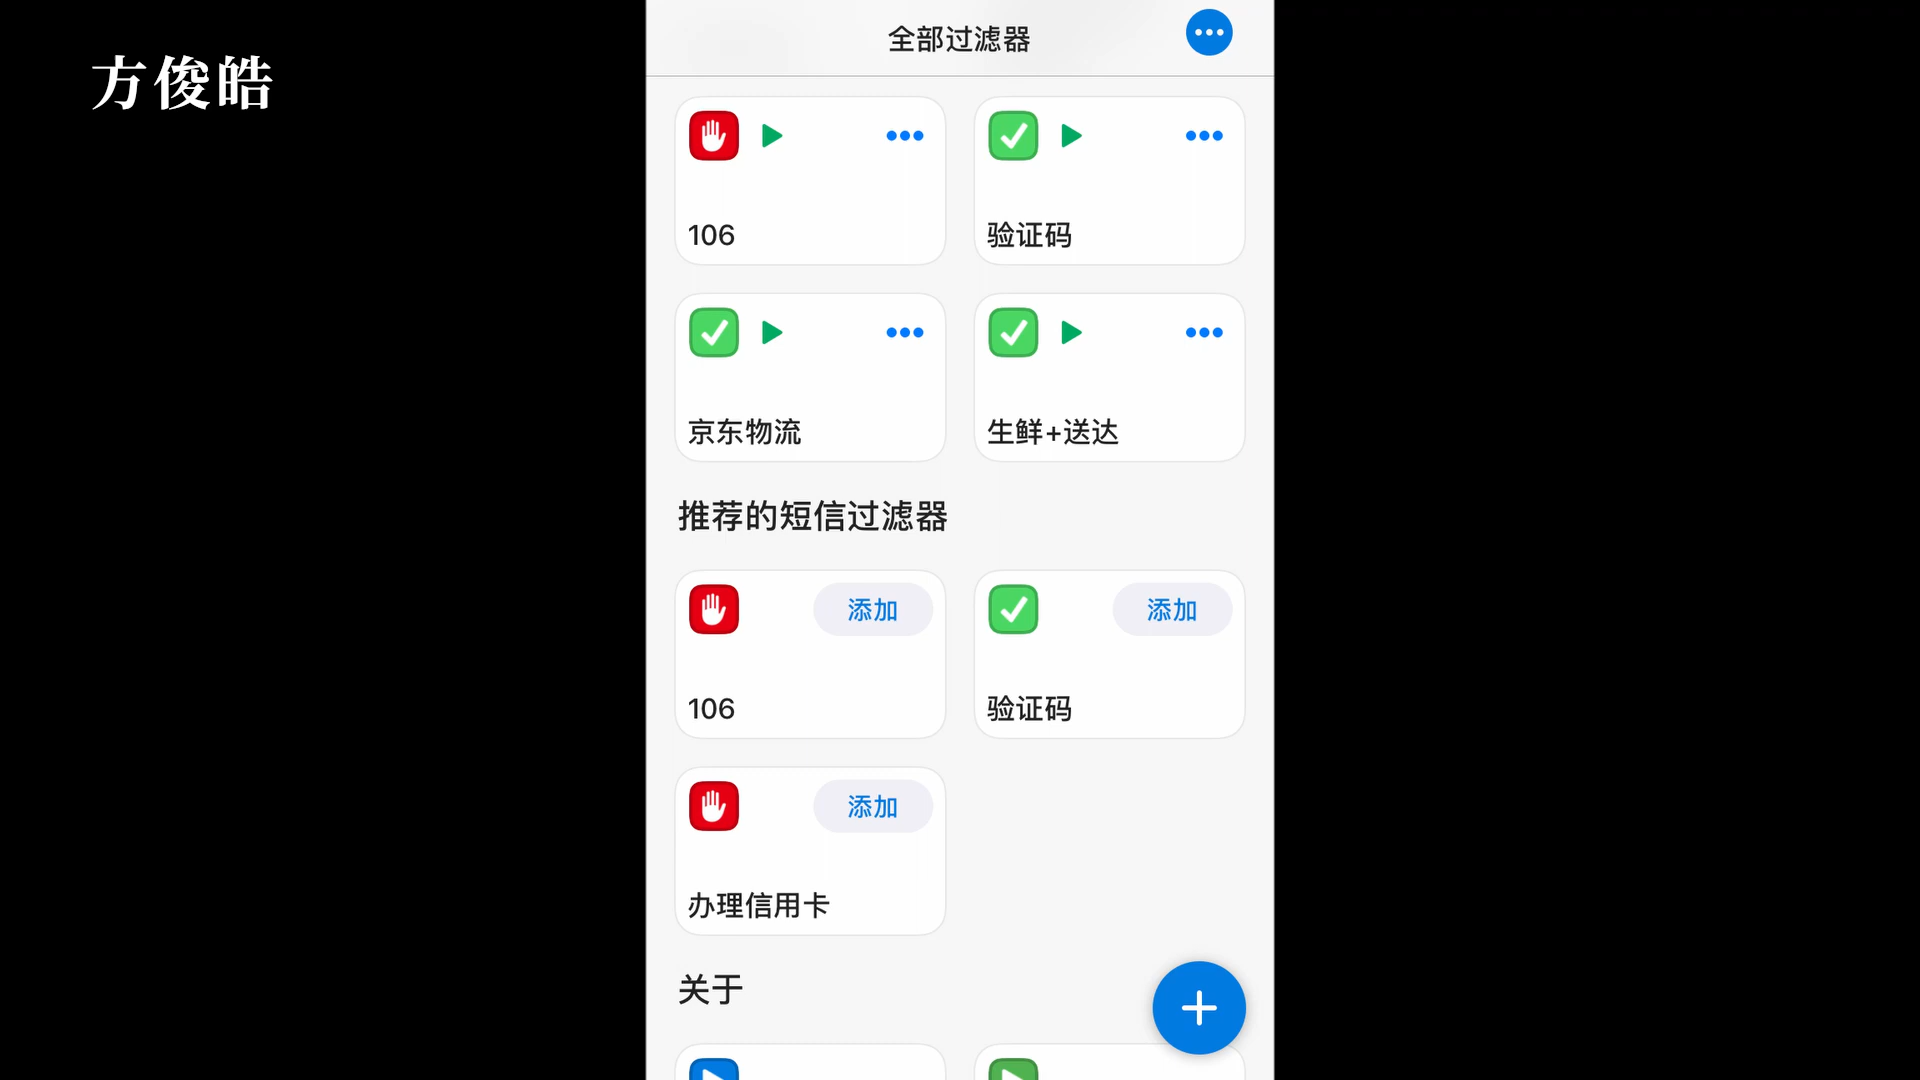 方俊皓
全部过滤器
106
验证码
京东物流
生鲜+送达
推荐的短信过滤器
添加
添加
106
验证码
添加
办理信用卡
关于